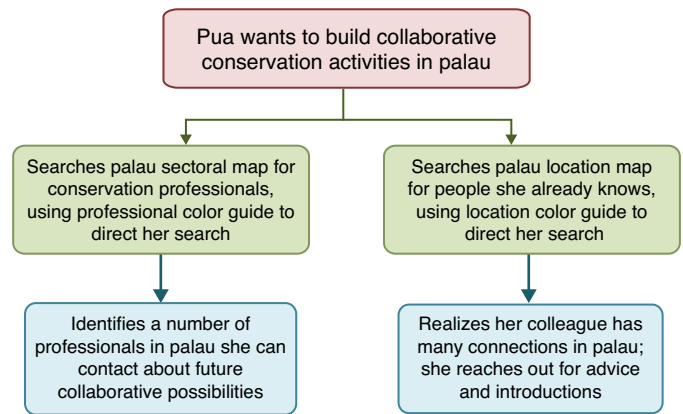 Pua wants to build collaborative
conservation activities in palau
Searches palau sectoral map for
conservation professionals,
using professional color guide to
direct her search
Searches palau location map
for people she already knows,
using location color guide to
direct her search
Identifies a number of
professionals in palau she can
contact about future
collaborative possibilities
Realizes her colleague has
many connections in palau;
she reaches out for advice
and introductions